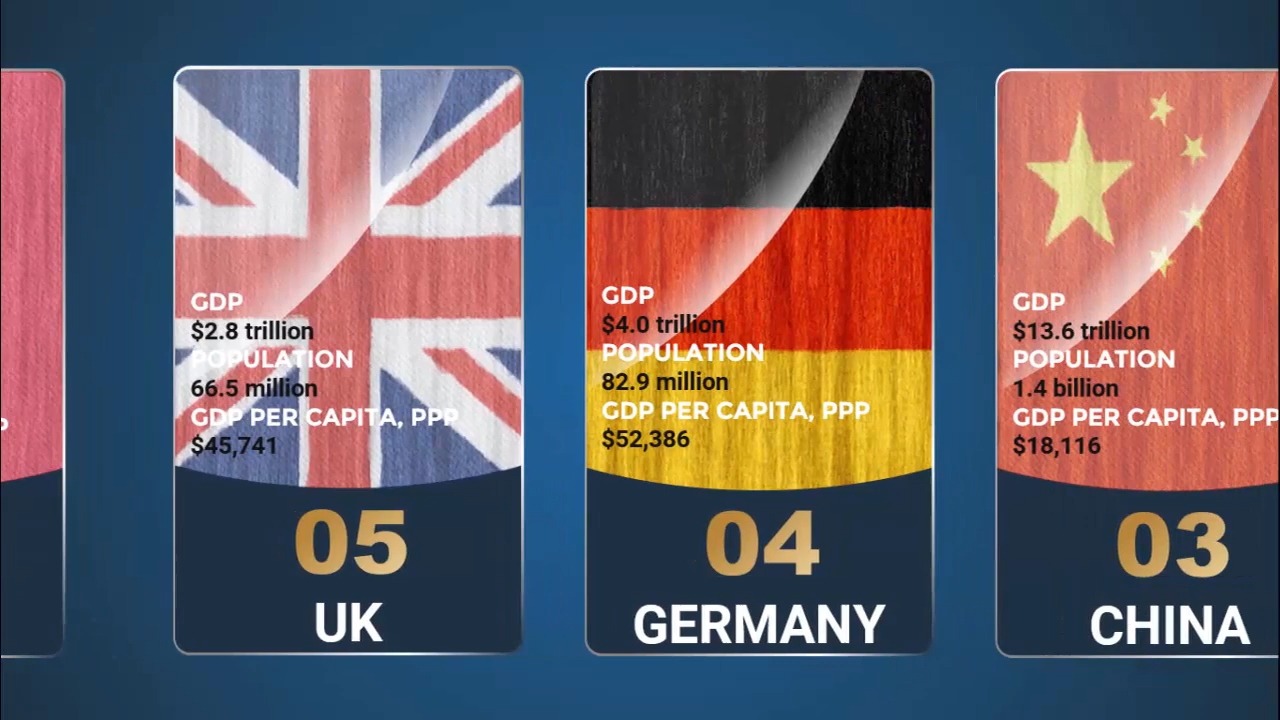 GDP
$2.8 trillion
POPULATION
66.5 million
GDP PER CAPITA, PPP
$45,741
05
UK
GDP
$4.0 trillion
POPULATION
82.9 million
GDP PER CAPITA, PPP
$52,386
04
GERMANY
GDP
$13.6 trillion
POPULATION
1.4 billion
GDP PER CAPITA, PPP
$18,116
03
CHINA